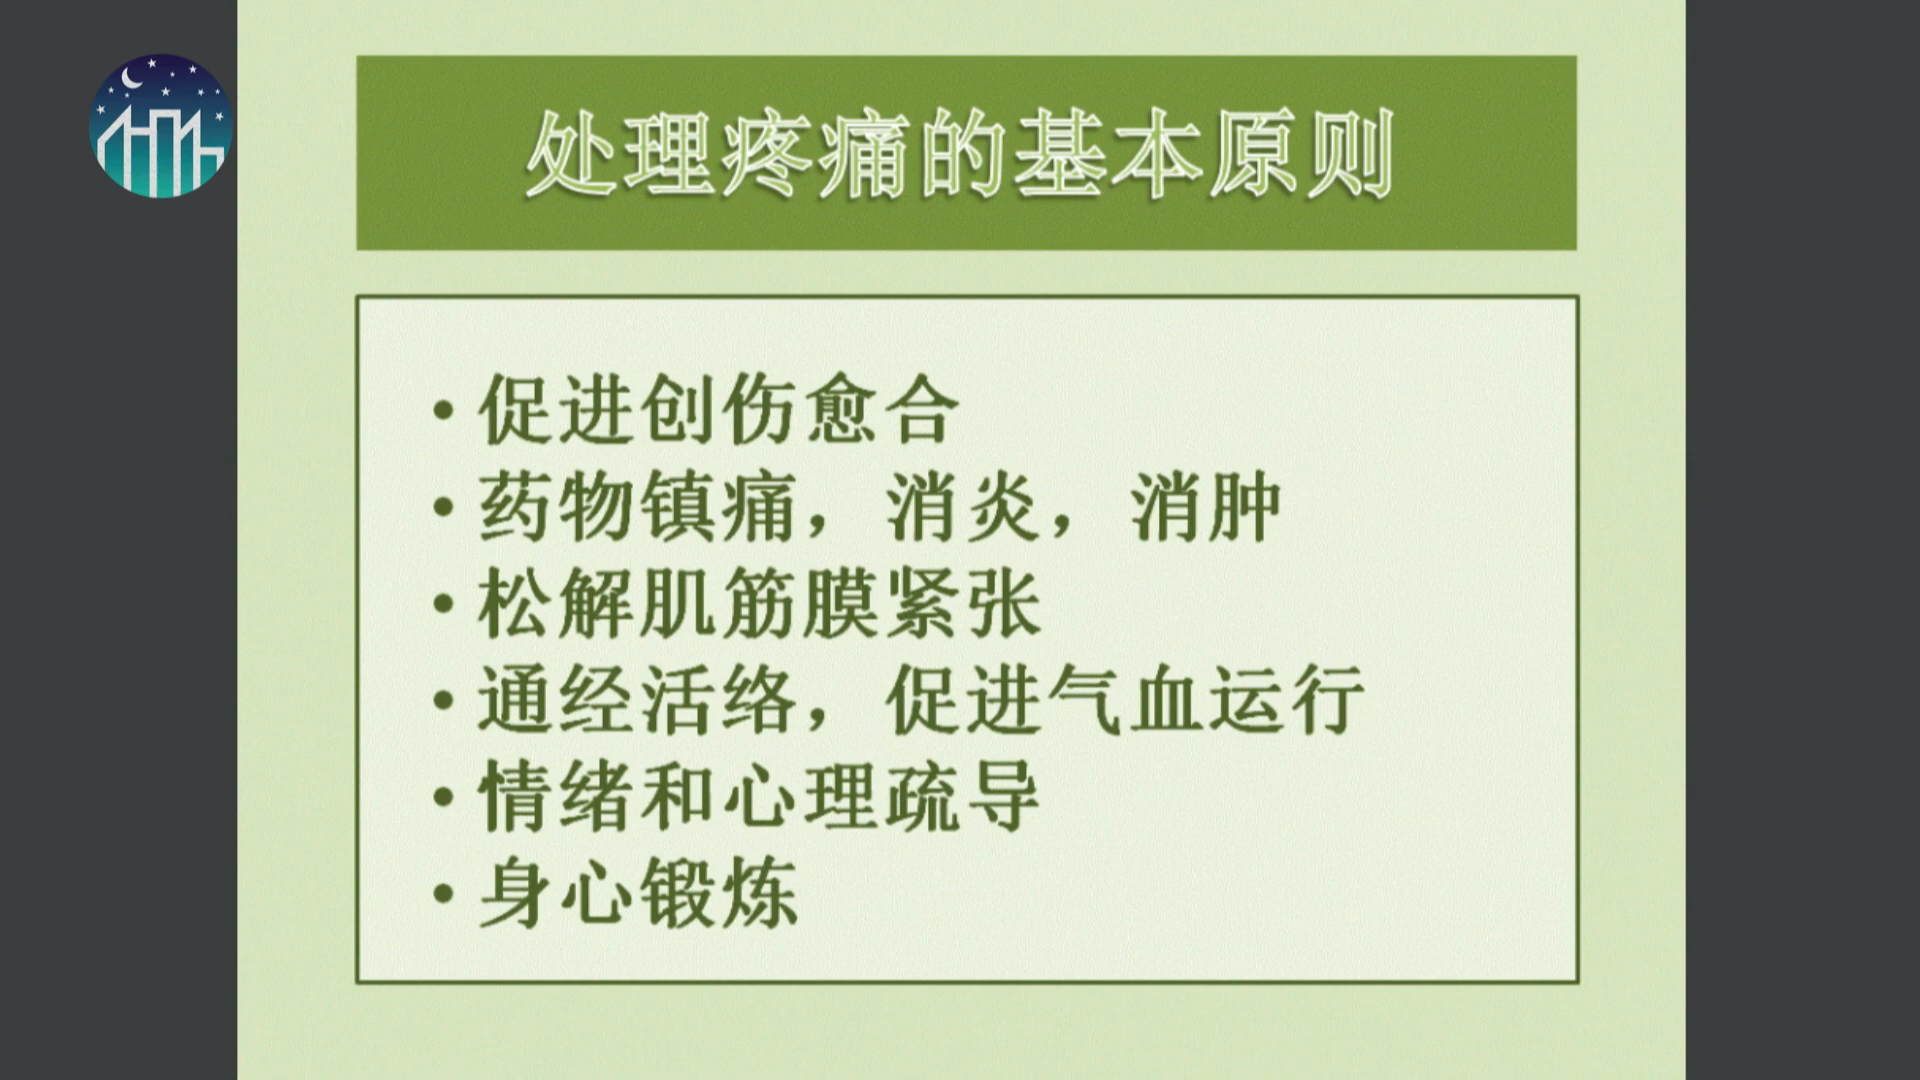 处理疼痛的基本原则
• 促进创伤愈合
• 药物镇痛，消炎，消肿
• 松解肌筋膜紧张
• 通经活络，促进气血运行
• 情绪和心理疏导
• 身心锻炼